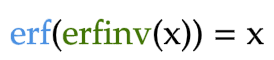 erf(erfinv(x)) = x